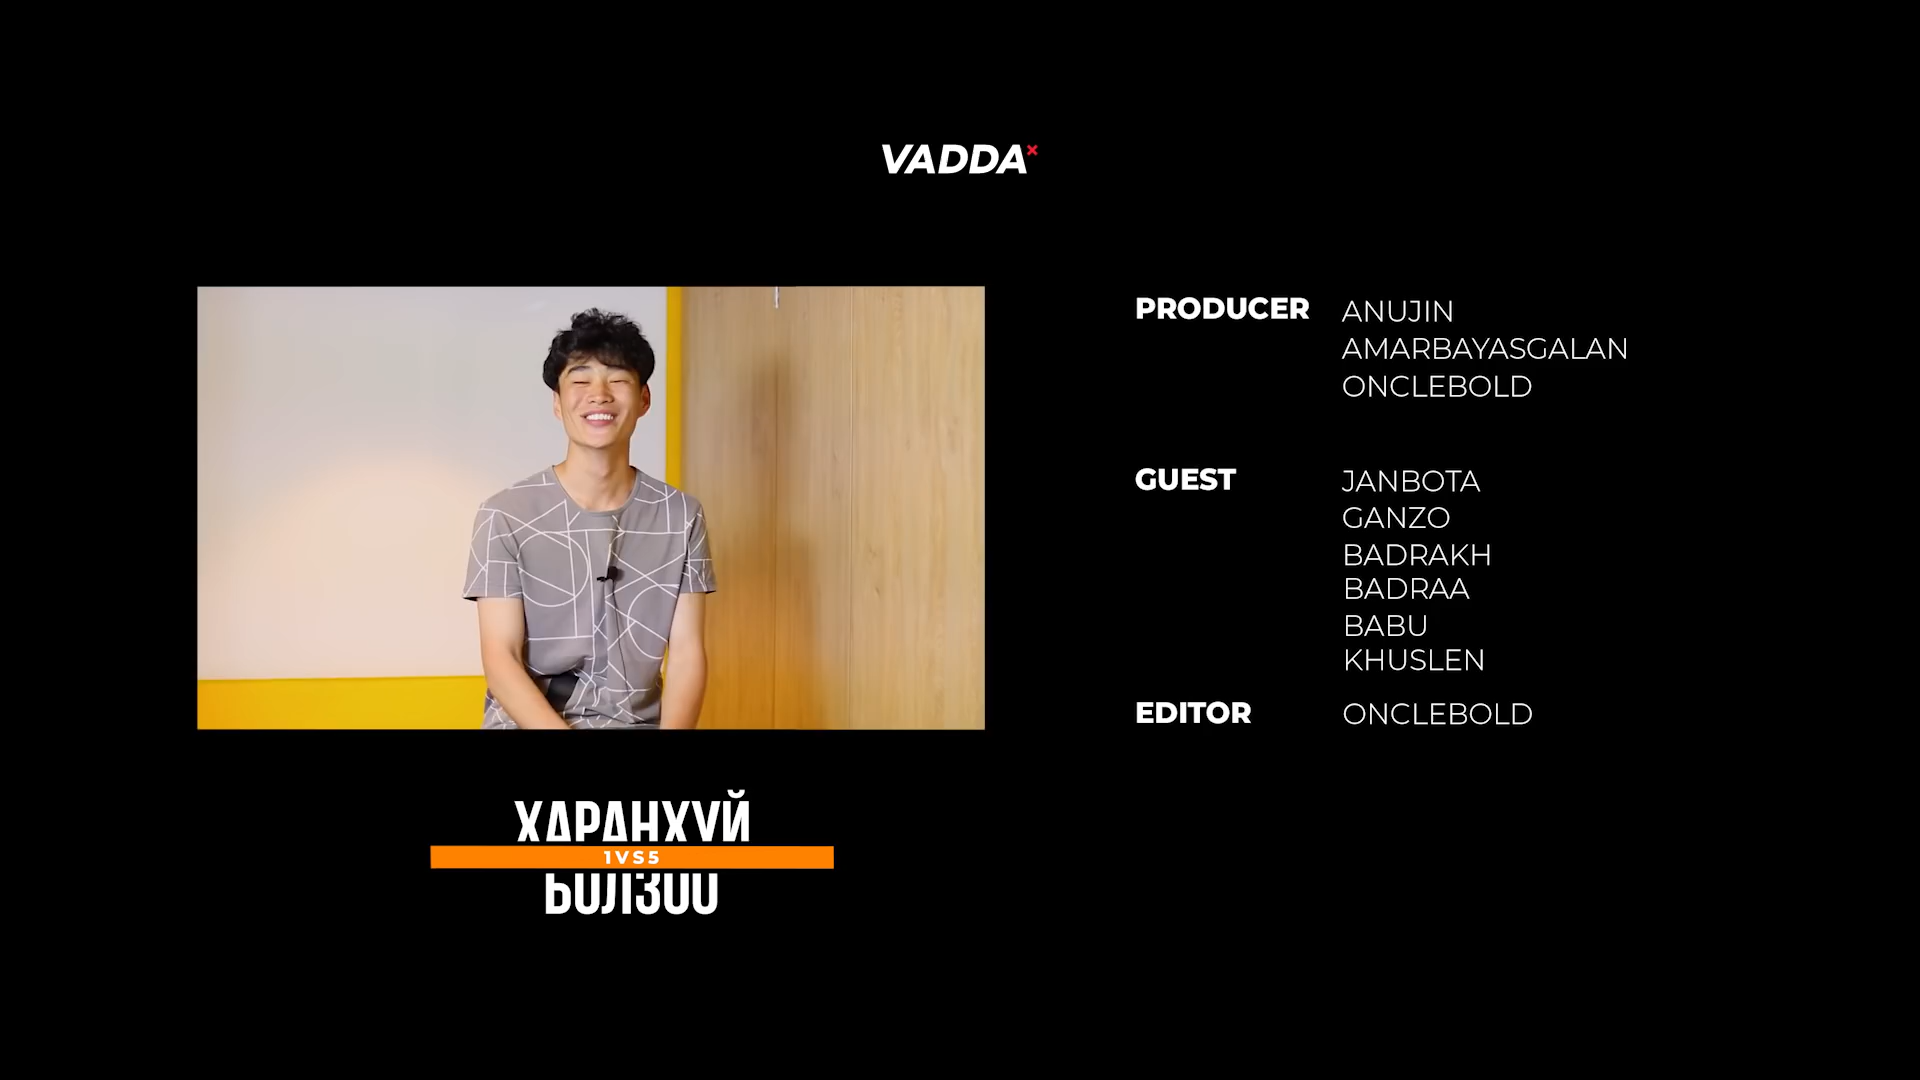 VADDA×
PRODUCER ANUJIN
AMARBAYASGALAN
ONCLEBOLD
GUEST JANBOTA
GANZO
BADRAKH
BADRAA
BABU
KHUSLEN
EDITOR ONCLEBOLD
ХАРАНХУЙ
1VS5
БОЛЗОО